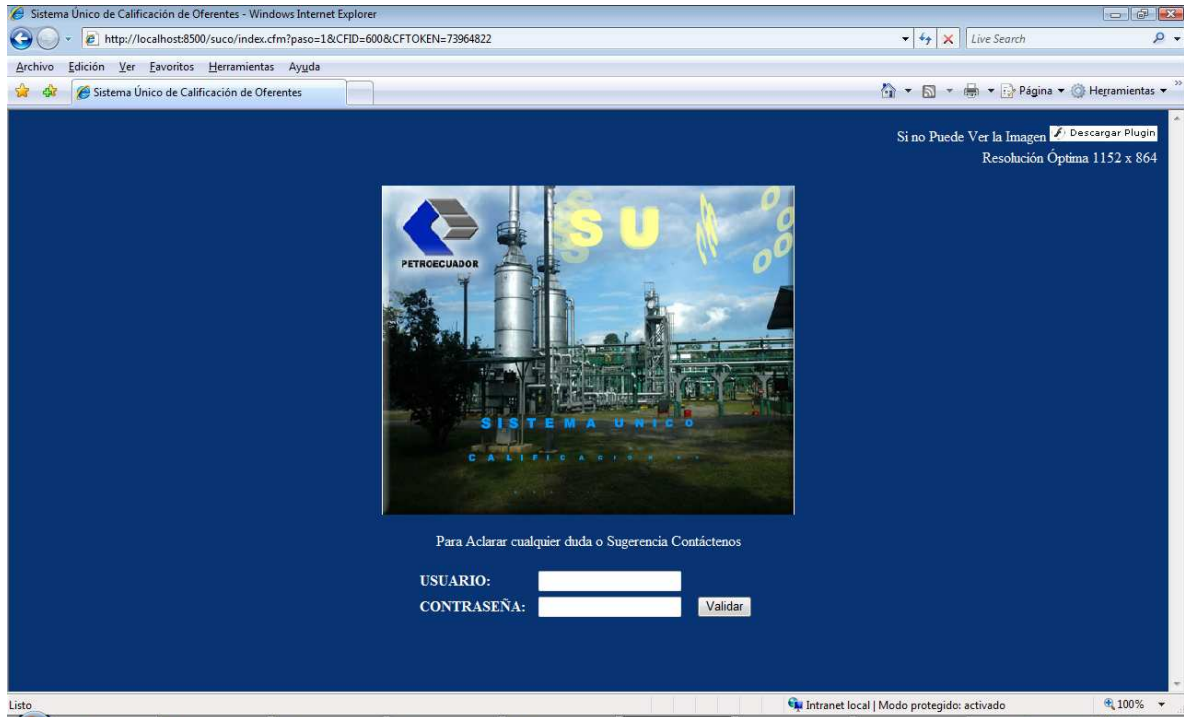 Sistema Único de Calificación de Oferentes - Windows Internet Explorer
http://localhost:8500/suco/index.cfm?paso=1&CFID=600&CFTOKEN=73964822
Live Search
Archivo Edición Ver Favoritos Herramientas Ayuda
Sistema Único de Calificación de Oferentes
Página Herramientas
Si no Puede Ver la Imagen Descargar Plugin
Resolución Óptima 1152 x 864
S U
PETROECUADOR
SISTEMA UNICO
CALIFICACION
Para Aclarar cualquier duda o Sugerencia Contáctenos
USUARIO:
CONTRASEÑA: Validar
Listo
Intranet local | Modo protegido: activado
100%